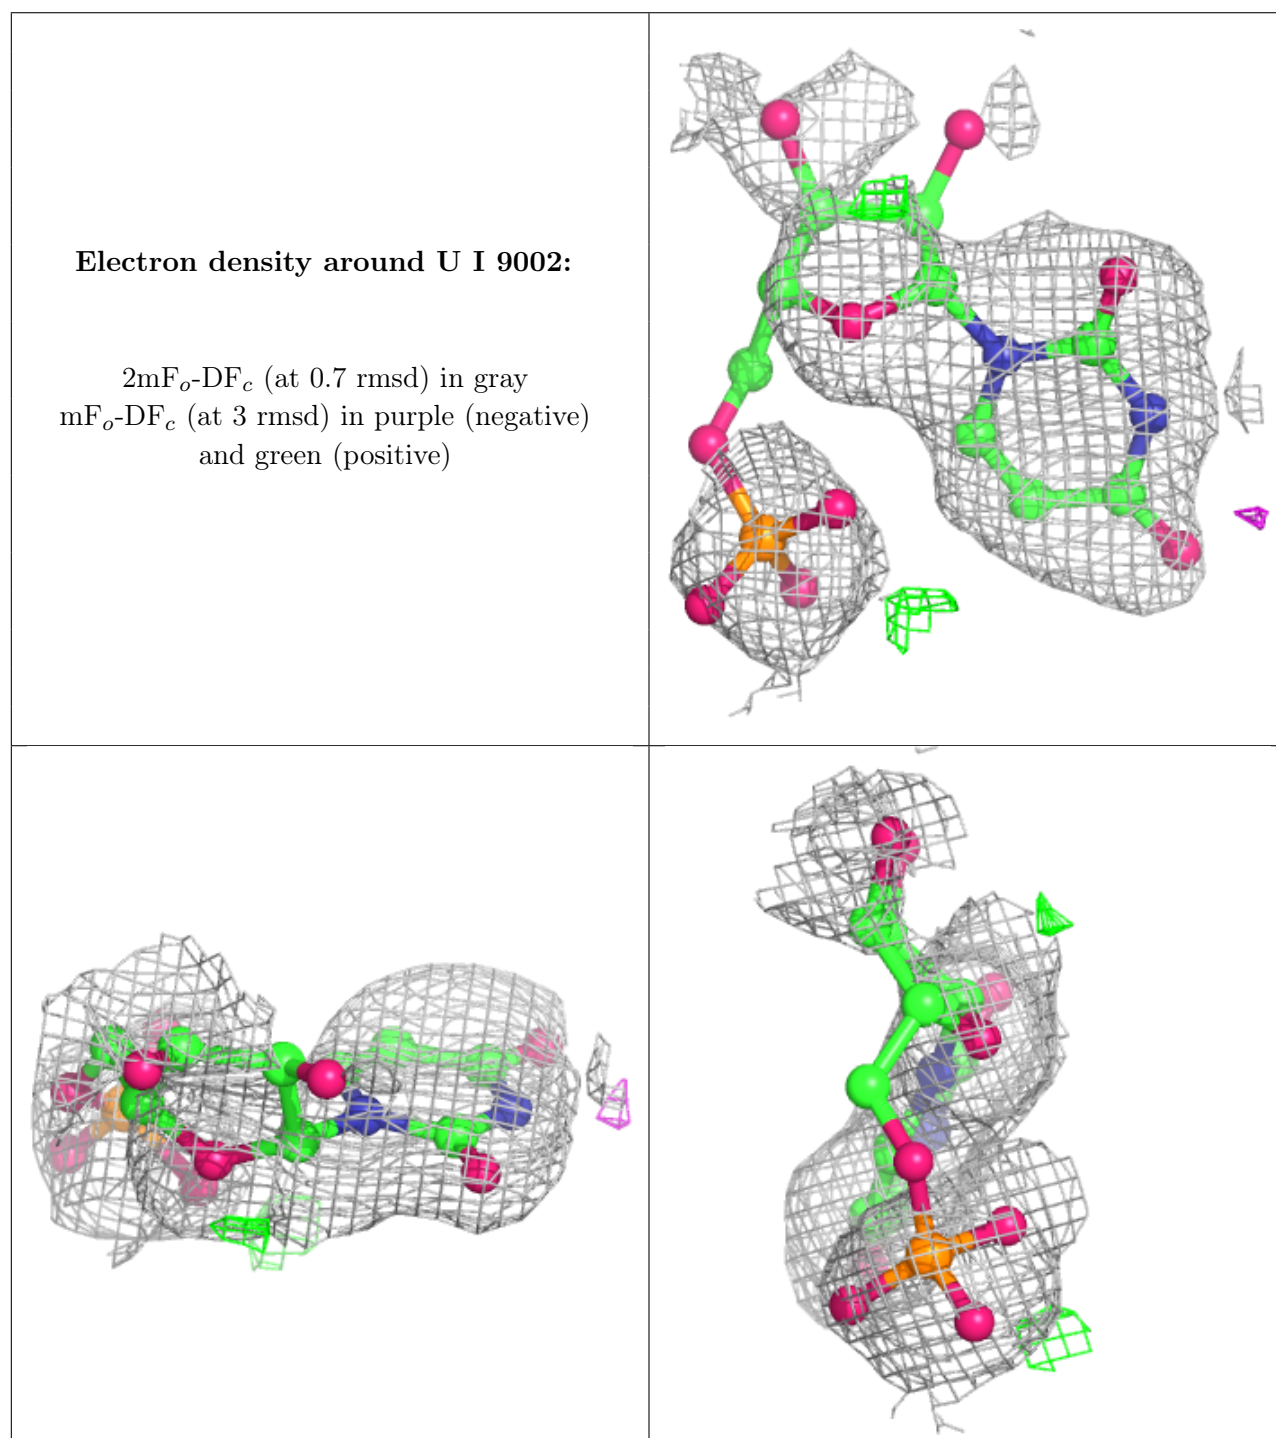 Electron density around U I 9002:
2mFo-DFc (at 0.7 rmsd) in gray
mFo-DFc (at 3 rmsd) in purple (negative)
and green (positive)